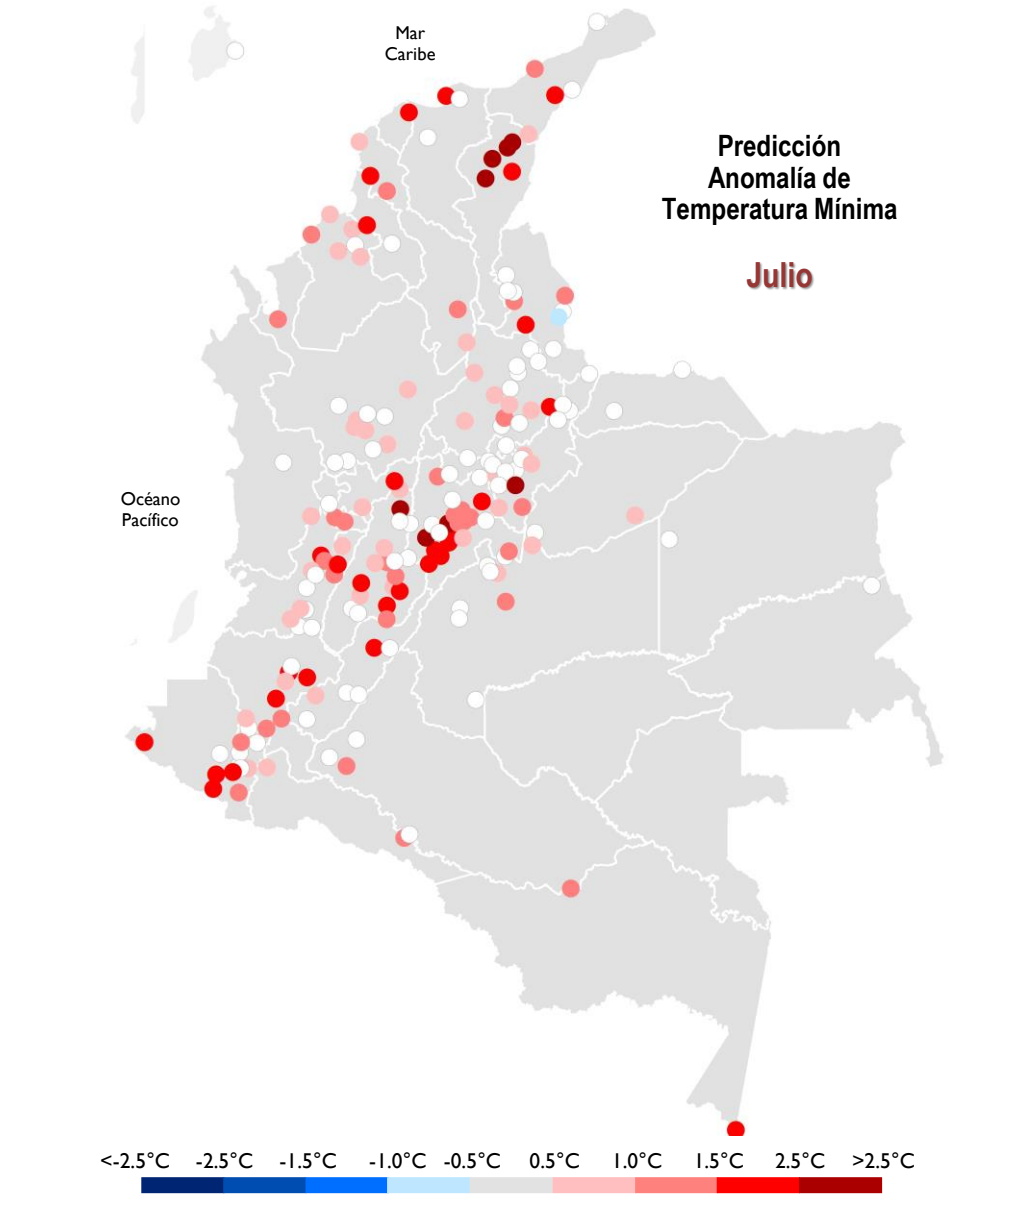 Mar
Caribe
Predicción
Anomalía de
Temperatura Mínima
Julio
Océano
Pacífico
<-2.5°C -2.5°C -1.5°C -1.0°C -0.5°C 0.5°C 1.0°C 1.5°C 2.5°C >2.5°C